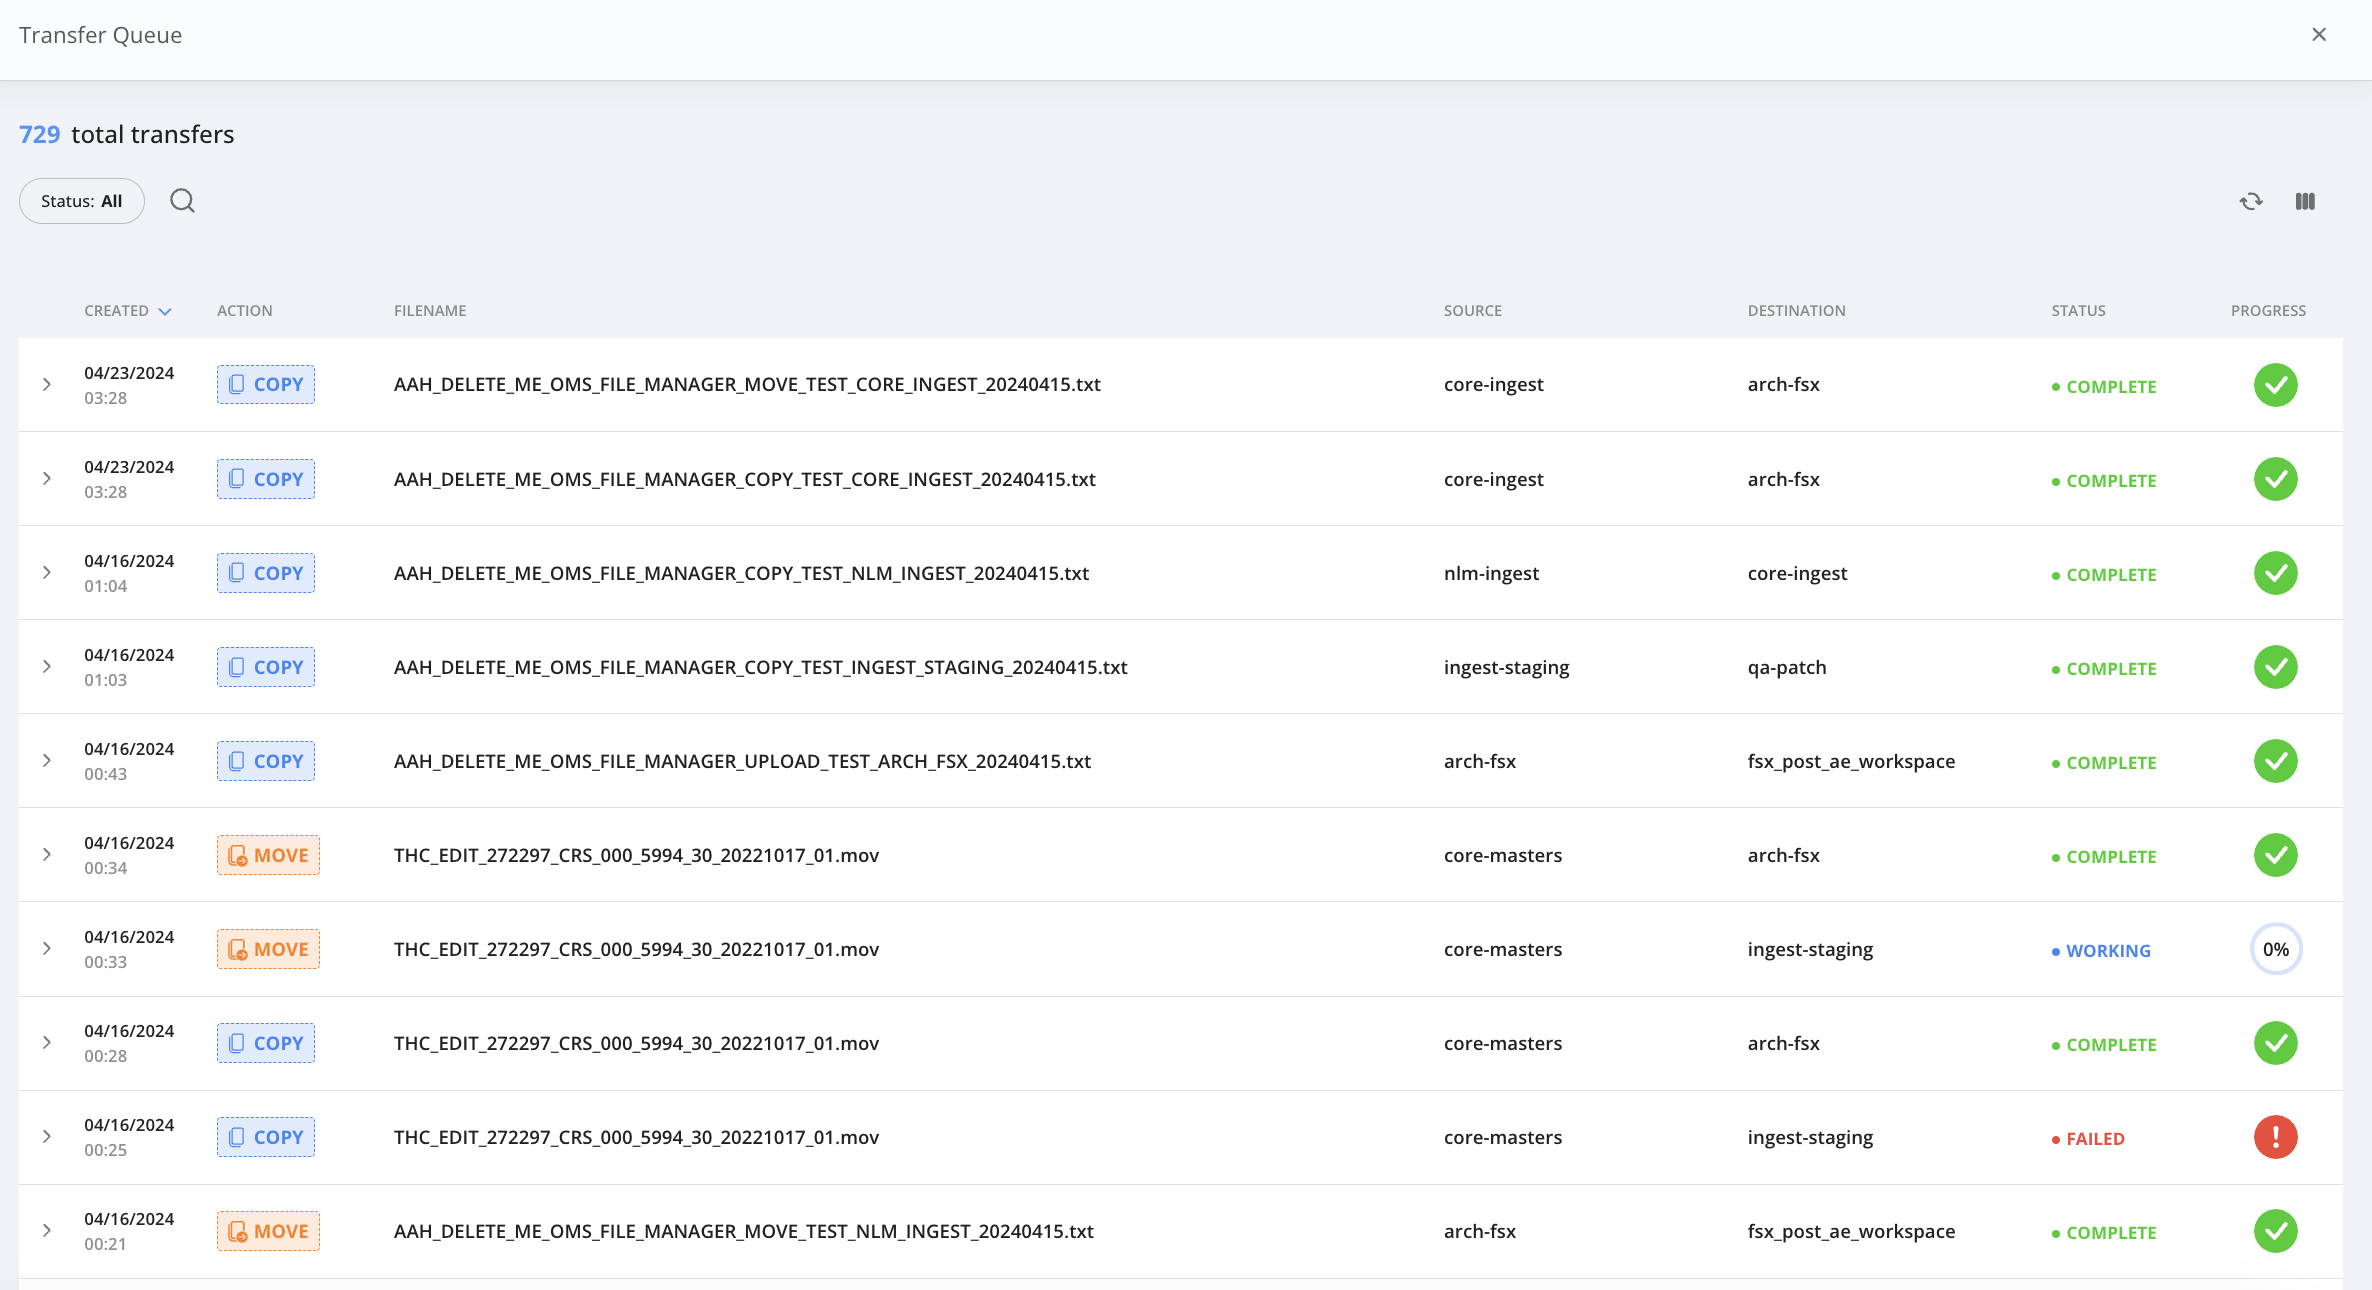 Transfer Queue
729 total transfers
Status: All
CREATED ACTION FILENAME SOURCE DESTINATION STATUS PROGRESS
04/23/2024
03:28
COPY AAH_DELETE_ME_OMS_FILE_MANAGER_MOVE_TEST_CORE_INGEST_20240415.txt core-ingest arch-fsx COMPLETE
04/23/2024
03:28
COPY AAH_DELETE_ME_OMS_FILE_MANAGER_COPY_TEST_CORE_INGEST_20240415.txt core-ingest arch-fsx COMPLETE
04/16/2024
01:04
COPY AAH_DELETE_ME_OMS_FILE_MANAGER_COPY_TEST_NLM_INGEST_20240415.txt nlm-ingest core-ingest COMPLETE
04/16/2024
01:03
COPY AAH_DELETE_ME_OMS_FILE_MANAGER_COPY_TEST_INGEST_STAGING_20240415.txt ingest-staging qa-patch COMPLETE
04/16/2024
00:43
COPY AAH_DELETE_ME_OMS_FILE_MANAGER_UPLOAD_TEST_ARCH_FSX_20240415.txt arch-fsx fsx_post_ae_workspace COMPLETE
04/16/2024
00:34
MOVE THC_EDIT_272297_CRS_000_5994_30_20221017_01.mov core-masters arch-fsx COMPLETE
04/16/2024
00:33
MOVE THC_EDIT_272297_CRS_000_5994_30_20221017_01.mov core-masters ingest-staging WORKING 0%
04/16/2024
00:28
COPY THC_EDIT_272297_CRS_000_5994_30_20221017_01.mov core-masters arch-fsx COMPLETE
04/16/2024
00:25
COPY THC_EDIT_272297_CRS_000_5994_30_20221017_01.mov core-masters ingest-staging FAILED
04/16/2024
00:21
MOVE AAH_DELETE_ME_OMS_FILE_MANAGER_MOVE_TEST_NLM_INGEST_20240415.txt arch-fsx fsx_post_ae_workspace COMPLETE